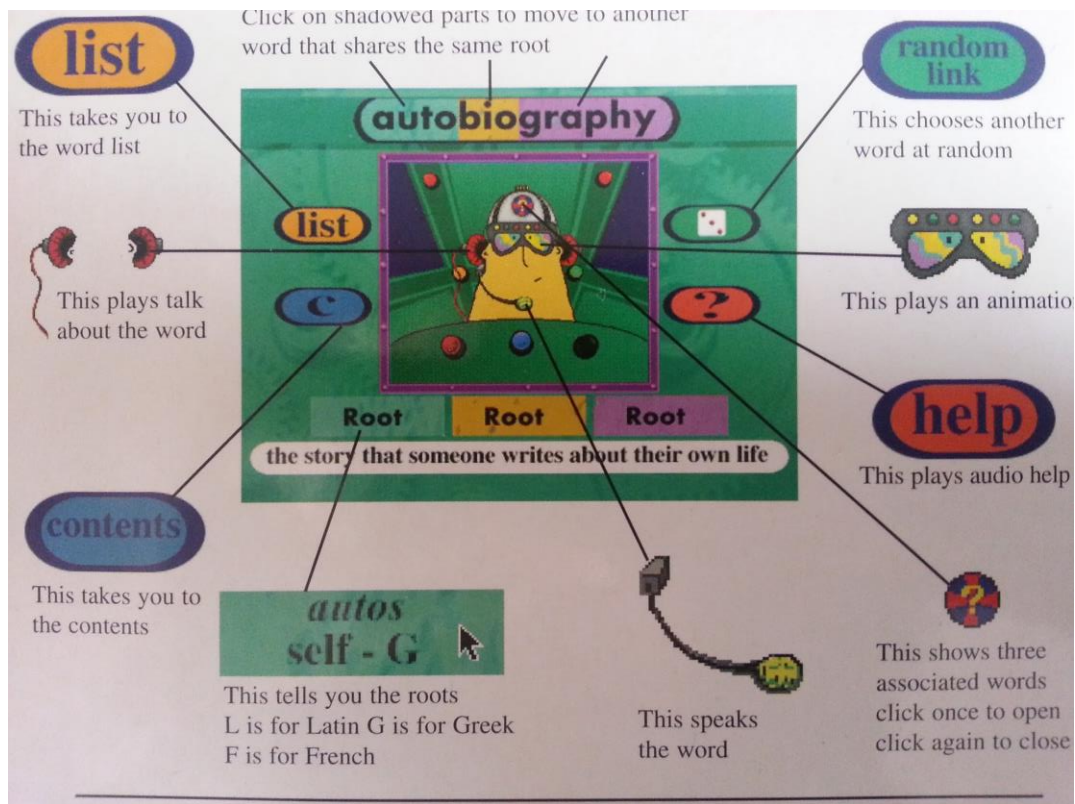 Click on shadowed parts to move to another
word that shares the same root
list
This takes you to
the word list
random
link
This chooses another
word at random
autobiography
list
c
?
This plays talk
about the word
This plays an animatio
Root Root Root
the story that someone writes about their own life
help
This plays audio help
contents
This takes you to
the contents
autos
self - G
This tells you the roots
L is for Latin G is for Greek
F is for French
This speaks
the word
?
This shows three
associated words
click once to open
click again to close